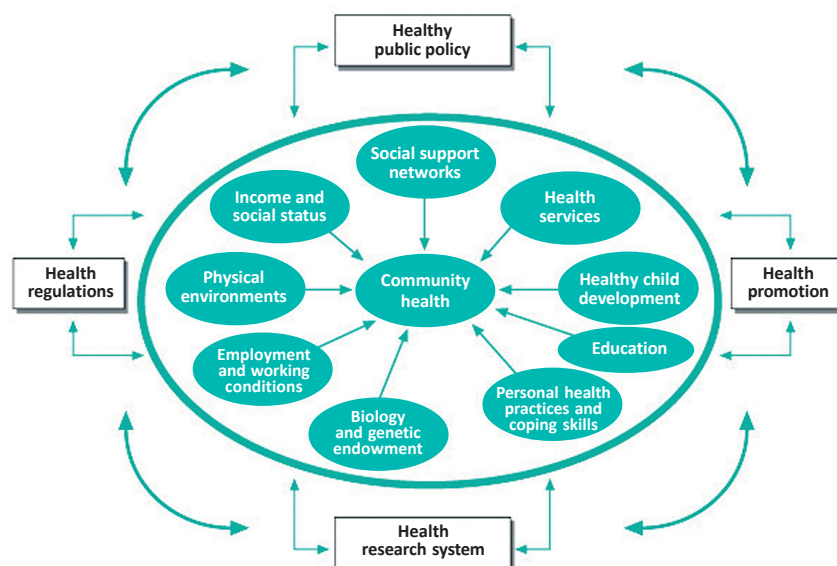 Healthy
public policy
Social support
networks
Income and
social status
Health
services
Health
regulations
Physical
environments
Community
health
Healthy child
development
Health
promotion
Employment
and working
conditions
Education
Biology
and genetic
endowment
Personal health
practices and
coping skills
Health
research system